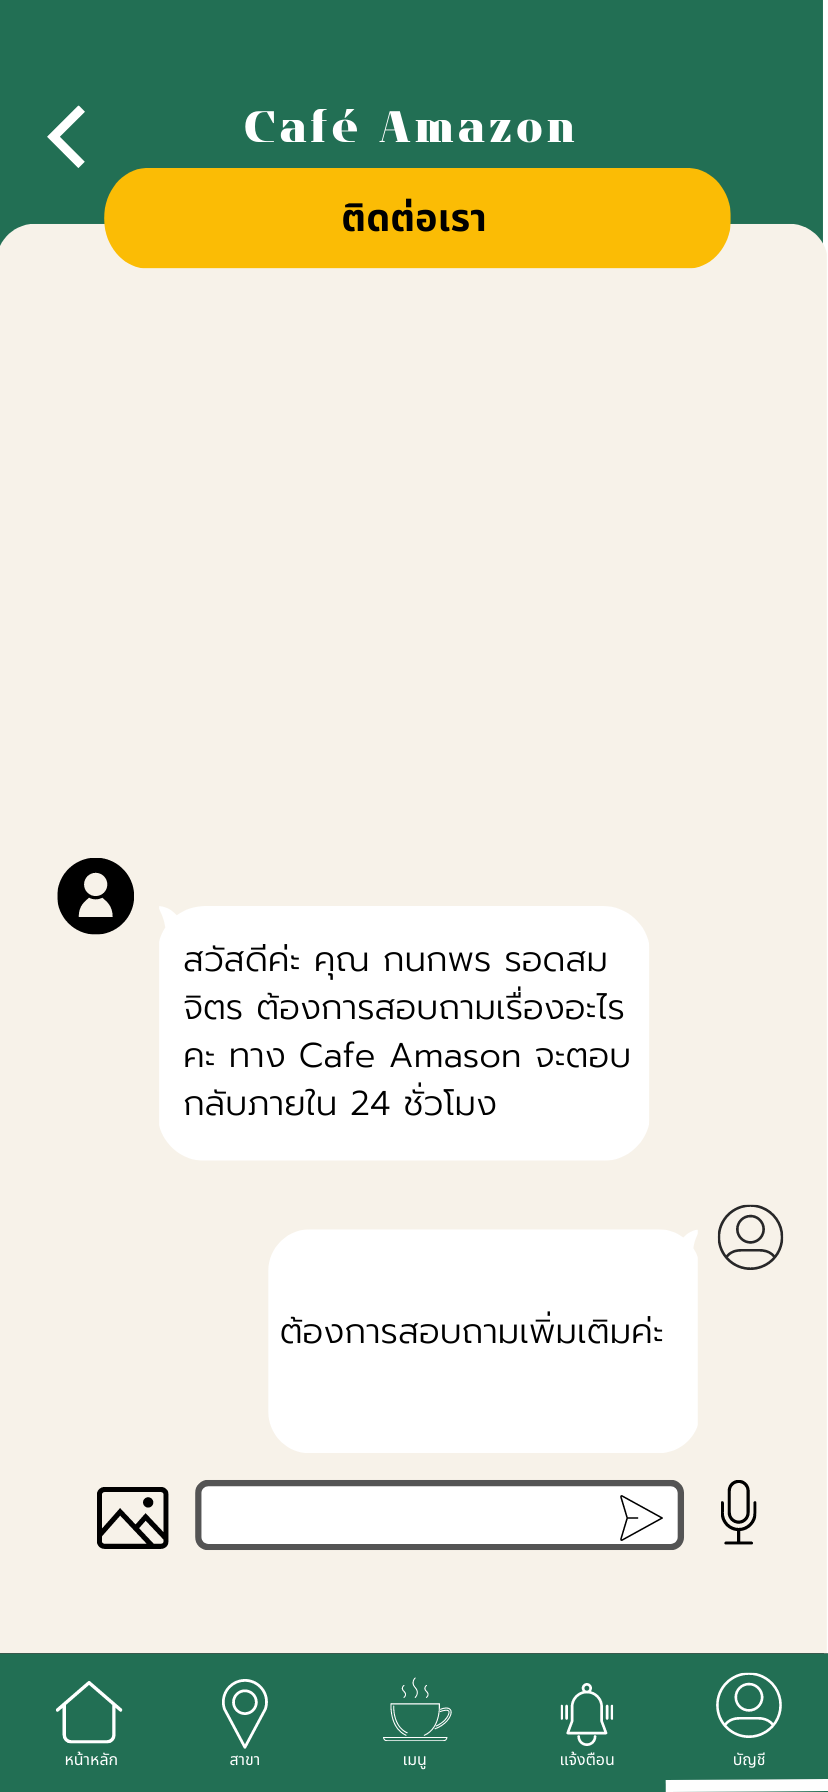 Café Amazon
ติดต่อเรา
สวัสดีค่ะ คุณ กนกพร รอดสม
จิตร ต้องการสอบถามเรื่องอะไร
คะ ทาง Cafe Amason จะตอบ
กลับภายใน 24 ชั่วโมง
ต้องการสอบถามเพิ่มเติมค่ะ
หน้าหลัก
สาขา
เมนู
แจ้งตือน
บัญชี